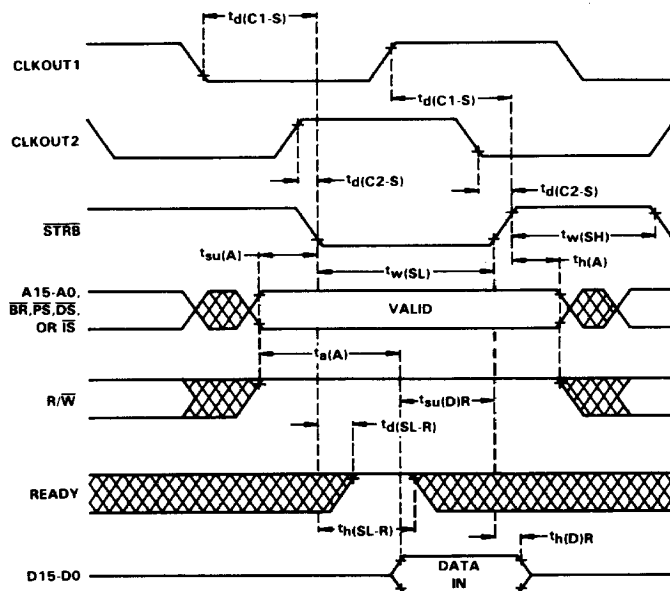 td(C1-S)
CLKOUT1
td(C1-S)
CLKOUT2
td(C2-S)
td(C2-S)
STRB
tsu(A)
tw(SH)
tw(SL)
th(A)
A15-A0,
BR,PS,DS,
OR IS
VALID
ta(A)
R/W
tsu(D)R
td(SL-R)
READY
th(SL-R)
th(D)R
D15-D0
DATA
IN